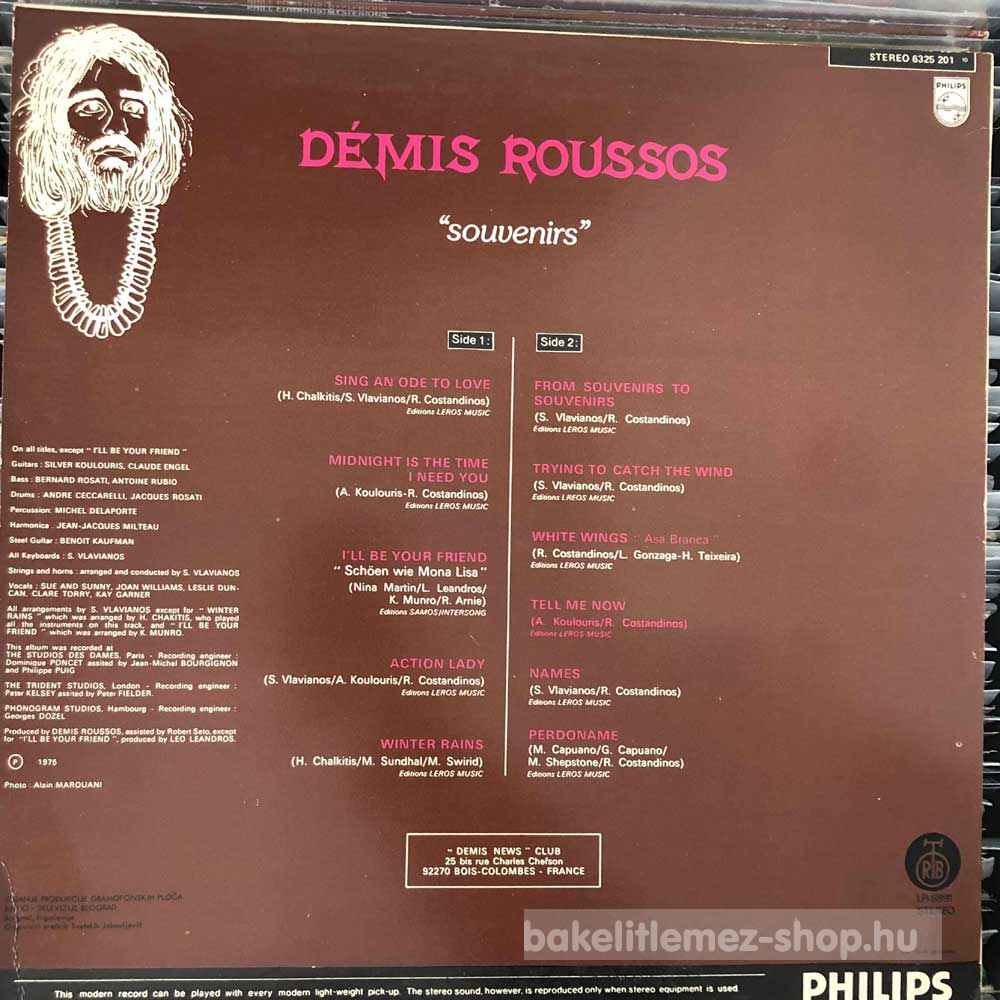 STEREO 6325 201
PHILIPS
DÉMIS ROUSSOS
“souvenirs”
Side 1:
SING AN ODE TO LOVE
(H. Chalkitis/S. Vlavianos/R. Costandinos)
Editions LEROS MUSIC
MIDNIGHT IS THE TIME
I NEED YOU
(A. Koulouris-R. Costandinos)
Editions LEROS MUSIC
I'LL BE YOUR FRIEND
" Schöen wie Mona Lisa "
(Nina Martin/L. Leandros/
K. Munro/R. Arnie)
Editions SAMOS/INTERSONG
ACTION LADY
(S. Vlavianos/A. Koulouris/R. Costandinos)
Editions LEROS MUSIC
WINTER RAINS
(H. Chalkitis/M. Sundhal/M. Swirid)
Editions LEROS MUSIC
Side 2:
FROM SOUVENIRS TO
SOUVENIRS
(S. Vlavianos/R. Costandinos)
Editions LEROS MUSIC
TRYING TO CATCH THE WIND
(S. Vlavianos/R. Costandinos)
Editions LREOS MUSIC
WHITE WINGS " Asa Branca "
(R. Costandinos/L. Gonzaga-H. Teixeira)
Editions LEROS MUSIC
TELL ME NOW
(A. Koulouris/R. Costandinos)
Editions LEROS MUSIC
NAMES
(S. Vlavianos/R. Costandinos)
Editions LEROS MUSIC
PERDONAME
(M. Capuano/G. Capuano/
M. Shepstone/R. Costandinos)
Editions LEROS MUSIC
On all titles, except " I'LL BE YOUR FRIEND "
Guitars : SILVER KOULOURIS, CLAUDE ENGEL
Bass : BERNARD ROSATI, ANTOINE RUBIO
Drums : ANDRE CECCARELLI, JACQUES ROSATI
Percussion: MICHEL DELAPORTE
Harmonica : JEAN-JACQUES MILTEAU
Steel Guitar : BENOIT KAUFMAN
All Keyboards : S. VLAVIANOS
Strings and horns : arranged and conducted by S. VLAVIANOS
Vocals : SUE AND SUNNY, JOAN WILLIAMS, LESLIE DUN-
CAN, CLARE TORRY, KAY GARNER
All arrangements by S. VLAVIANOS except for " WINTER
RAINS " which was arranged by H. CHAKITIS, who played
all the instruments on this track, and " I'LL BE YOUR
FRIEND " which was arranged by K. MUNRO.
This album was recorded at
THE STUDIOS DES DAMES, Paris - Recording engineer :
Dominique PONCET assited by Jean-Michel BOURGIGNON
and Philippe PUIG
THE TRIDENT STUDIOS, London - Recording engineer :
Peter KELSEY assited by Peter FIELDER.
PHONOGRAM STUDIOS, Hambourg - Recording engineer :
Georges DOZEL
Produced by DEMIS ROUSSOS, assisted by Robert Seto, except
for "I'LL BE YOUR FRIEND ", produced by LEO LEANDROS.
Ⓟ 1975
Photo : Alain MAROUANI
" DEMIS NEWS " CLUB
25 bis rue Charles Chefson
92270 BOIS-COLOMBES - FRANCE
IZDANJE PRODUKCIJE GRAMOFONSKIH PLOČA
RADIO - TELEVIZIJE BEOGRAD
Beograd, Jugoslavija
RTB
STEREO
bakelitlemez-shop.hu
This modern record can be played with every modern light-weight pick-up. The stereo sound, however, is reproduced only when stereo equipment is used.
PHILIPS